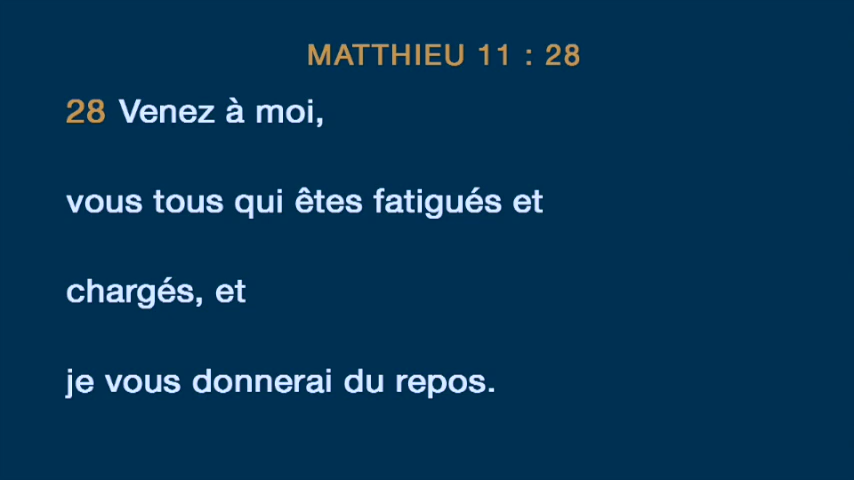 MATTHIEU 11 : 28
28 Venez à moi,
vous tous qui êtes fatigués et
chargés, et
je vous donnerai du repos.